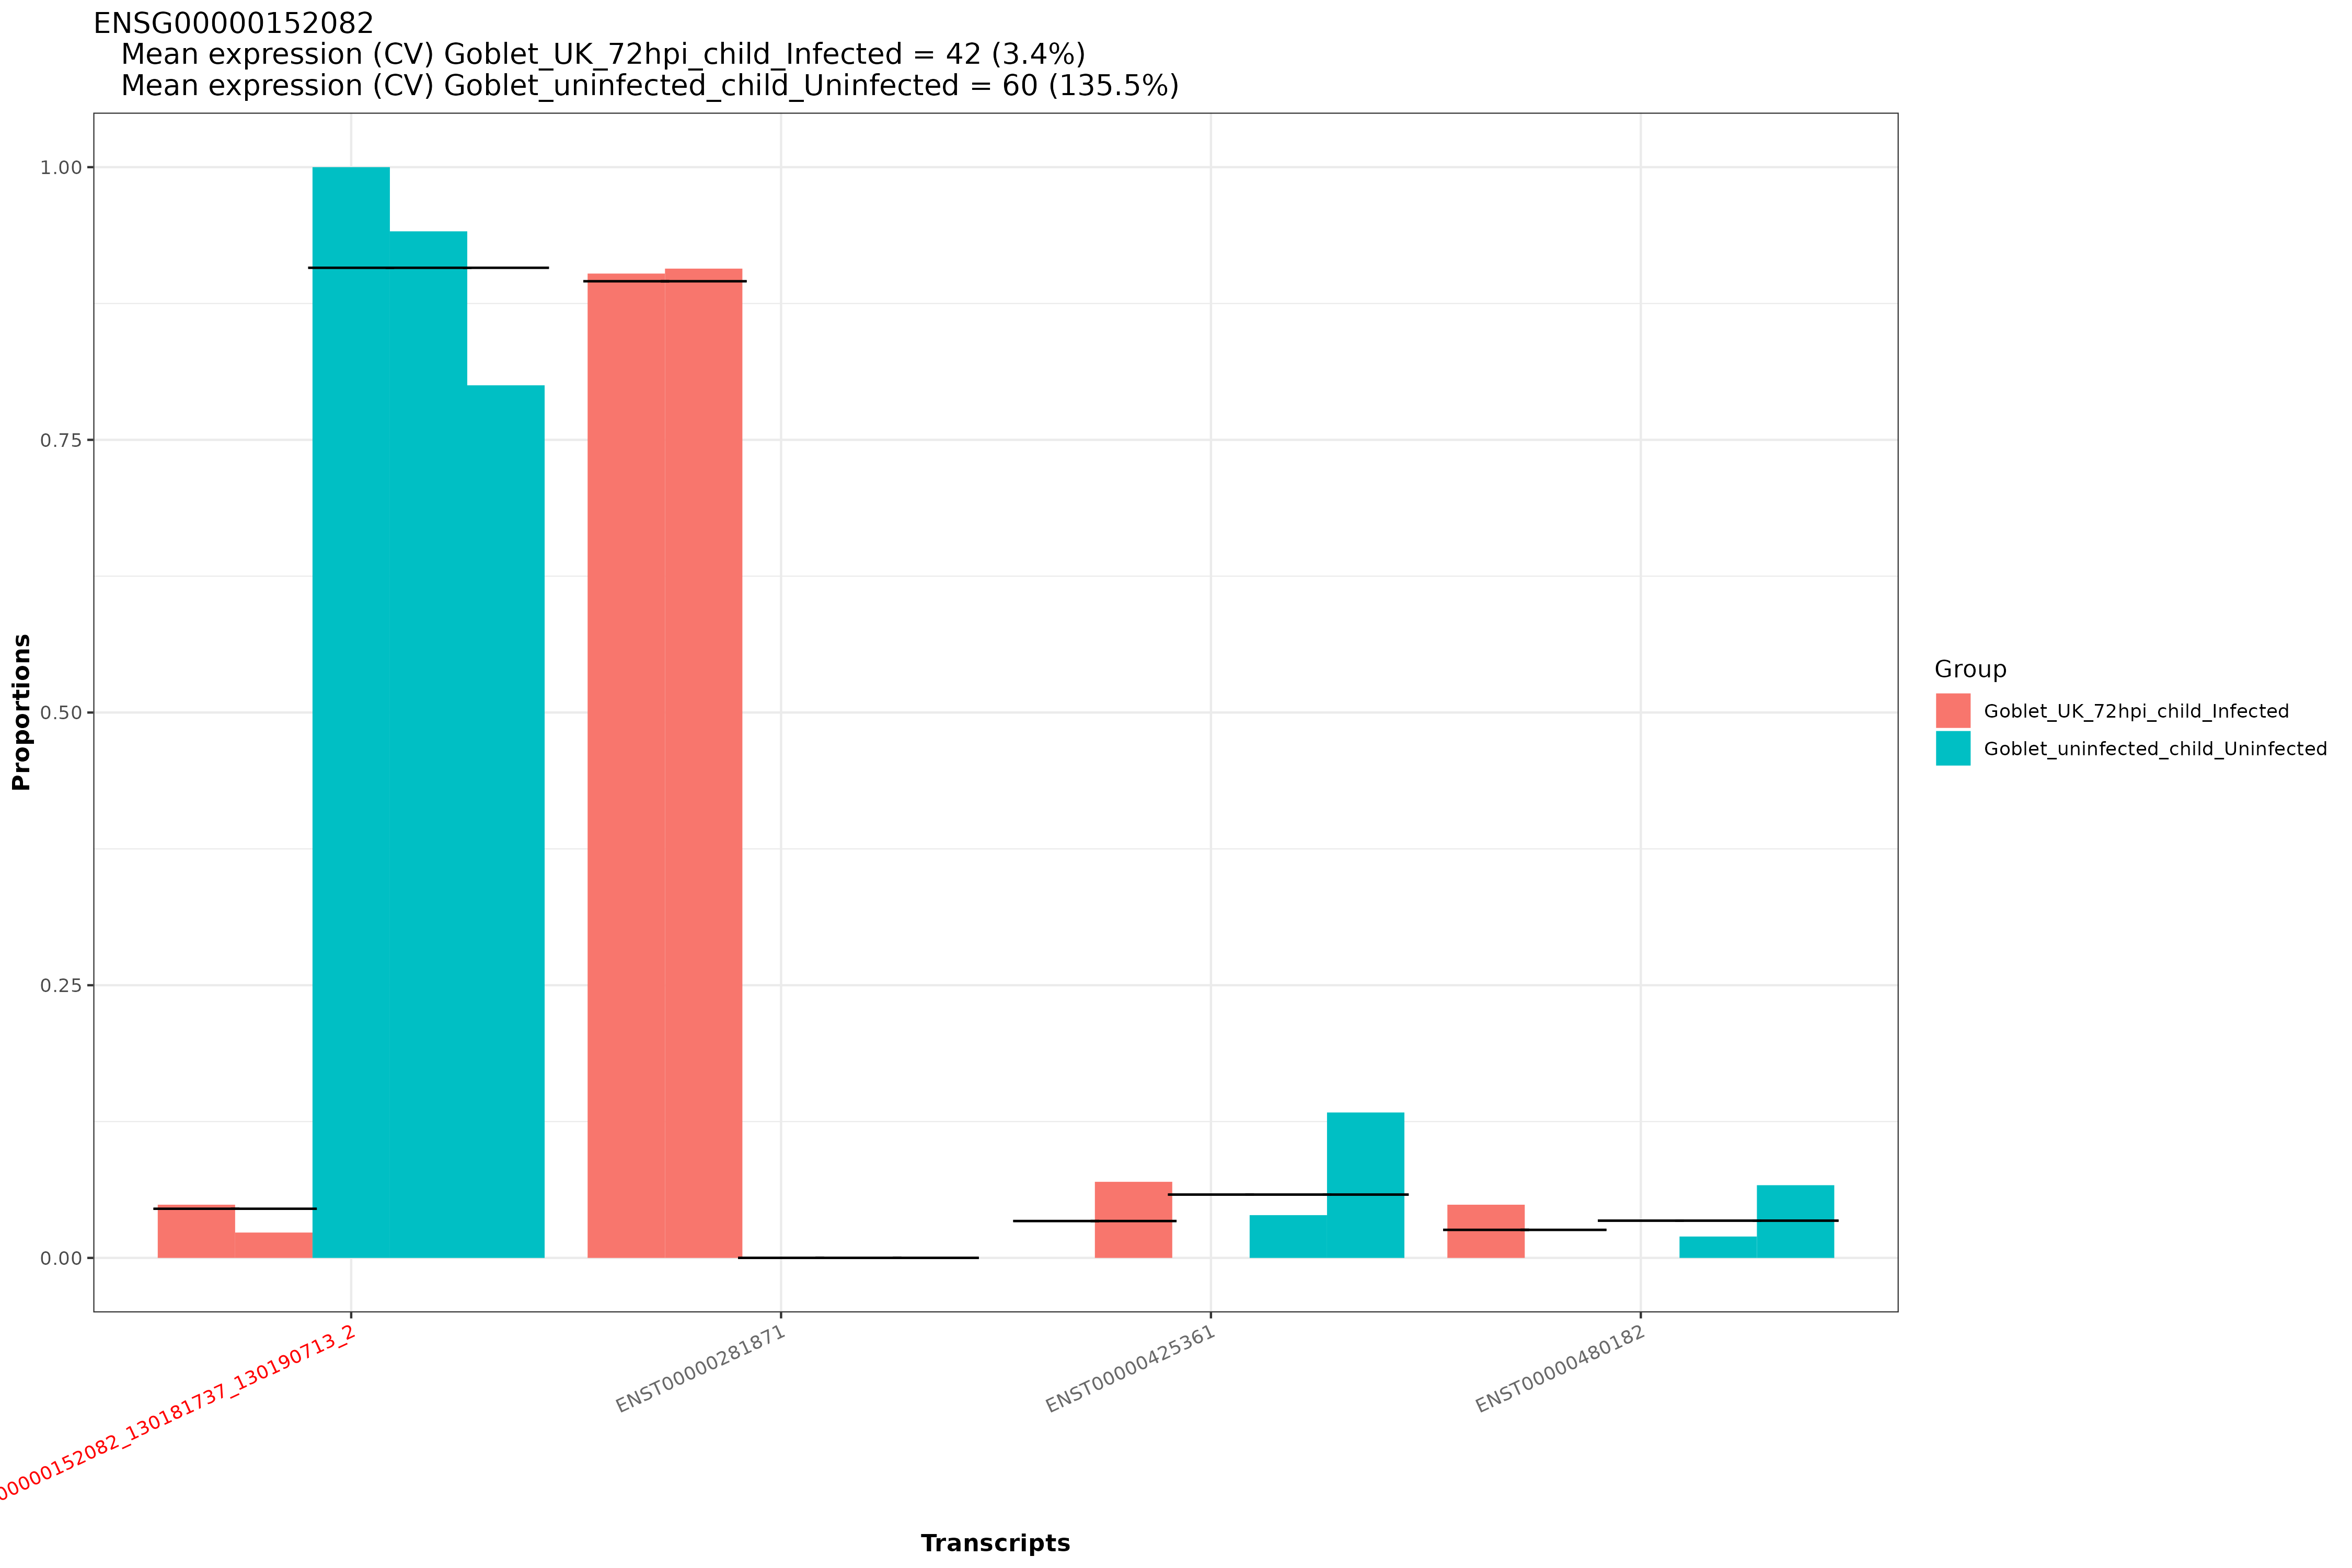 ENSG00000152082
Mean expression (CV) Goblet_UK_72hpi_child_Infected = 42 (3.4%)
Mean expression (CV) Goblet_uninfected_child_Uninfected = 60 (135.5%)
1.00
0.75
0.50
0.25
0.00
Proportions
00000152082_130181737_130190713_2
ENST00000281871
ENST00000425361
ENST00000480182
Transcripts
Group
Goblet_UK_72hpi_child_Infected
Goblet_uninfected_child_Uninfected